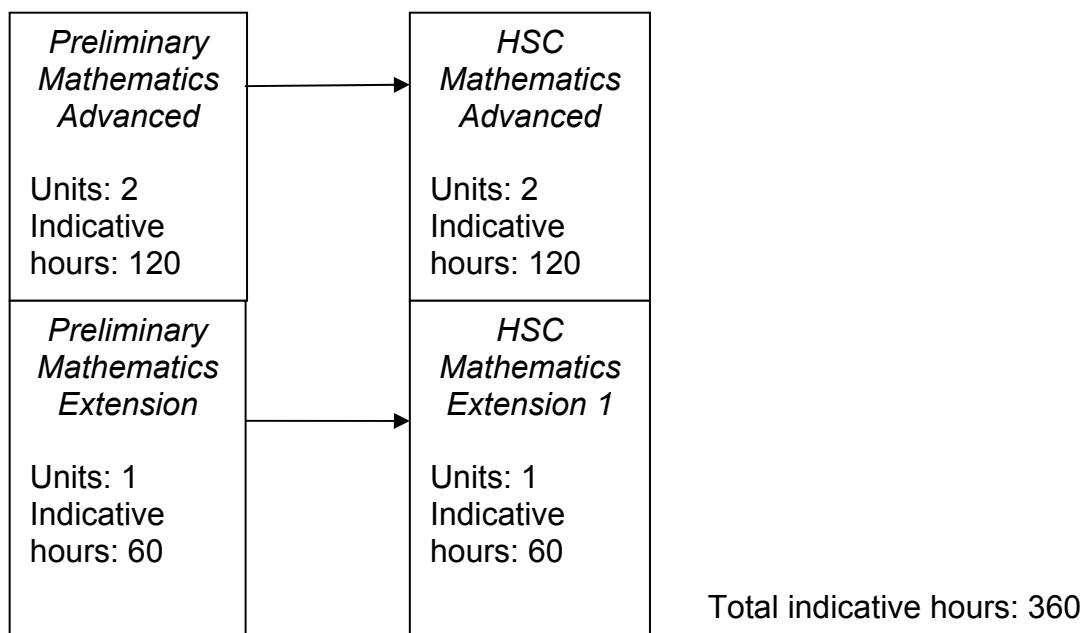 Preliminary
Mathematics
Advanced
Units: 2
Indicative
hours: 120
HSC
Mathematics
Advanced
Units: 2
Indicative
hours: 120
Preliminary
Mathematics
Extension
Units: 1
Indicative
hours: 60
HSC
Mathematics
Extension 1
Units: 1
Indicative
hours: 60
Total indicative hours: 360